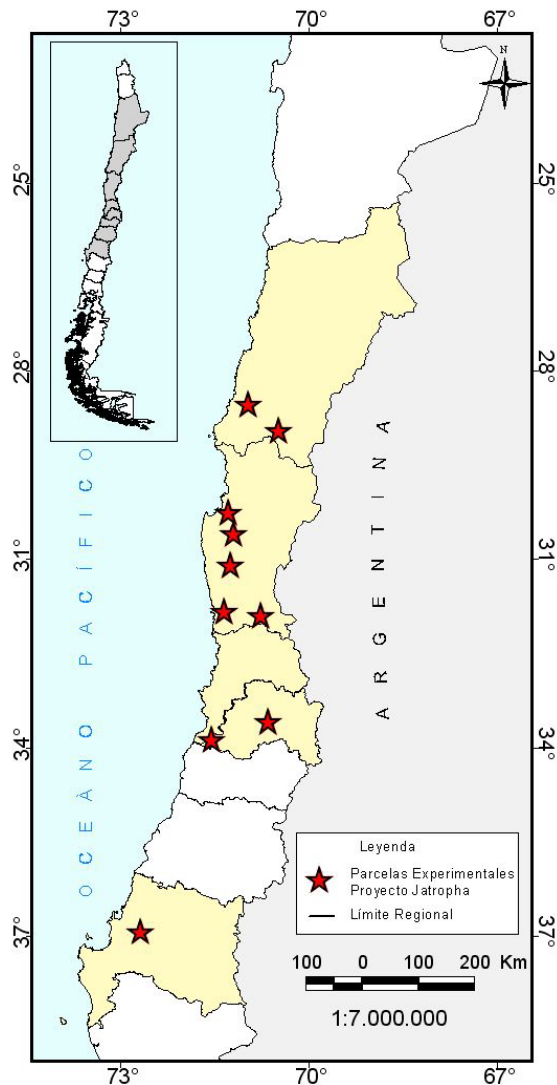 73°
70°
67°
N
25°
25°
28°
28°
OCEÀNO PACÍFICO
ARGENTINA
31°
31°
34°
34°
Leyenda
Parcelas Experimentales
Proyecto Jatropha
Límite Regional
37°
37°
100 0 100 200 Km
1:7.000.000
73°
70°
67°